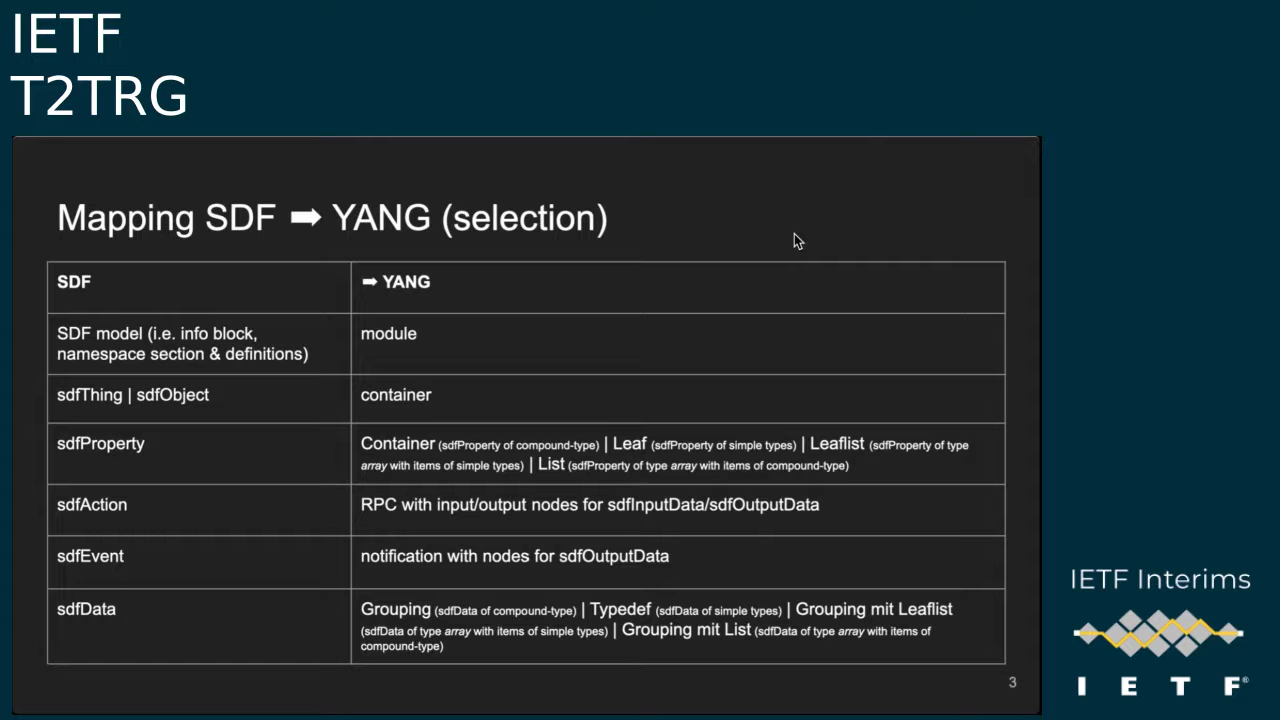 IETF
T2TRG
Mapping SDF ➡ YANG (selection)
SDF
➡ YANG
SDF model (i.e. info block,
namespace section & definitions)
module
sdfThing | sdfObject
container
sdfProperty
Container (sdfProperty of compound-type) | Leaf (sdfProperty of simple types) | Leaflist (sdfProperty of type
array with items of simple types) | List (sdfProperty of type array with items of compound-type)
sdfAction
RPC with input/output nodes for sdfInputData/sdfOutputData
sdfEvent
notification with nodes for sdfOutputData
sdfData
Grouping (sdfData of compound-type) | Typedef (sdfData of simple types) | Grouping mit Leaflist
(sdfData of type array with items of simple types) | Grouping mit List (sdfData of type array with items of
compound-type)
3
IETF Interims
I E T F®